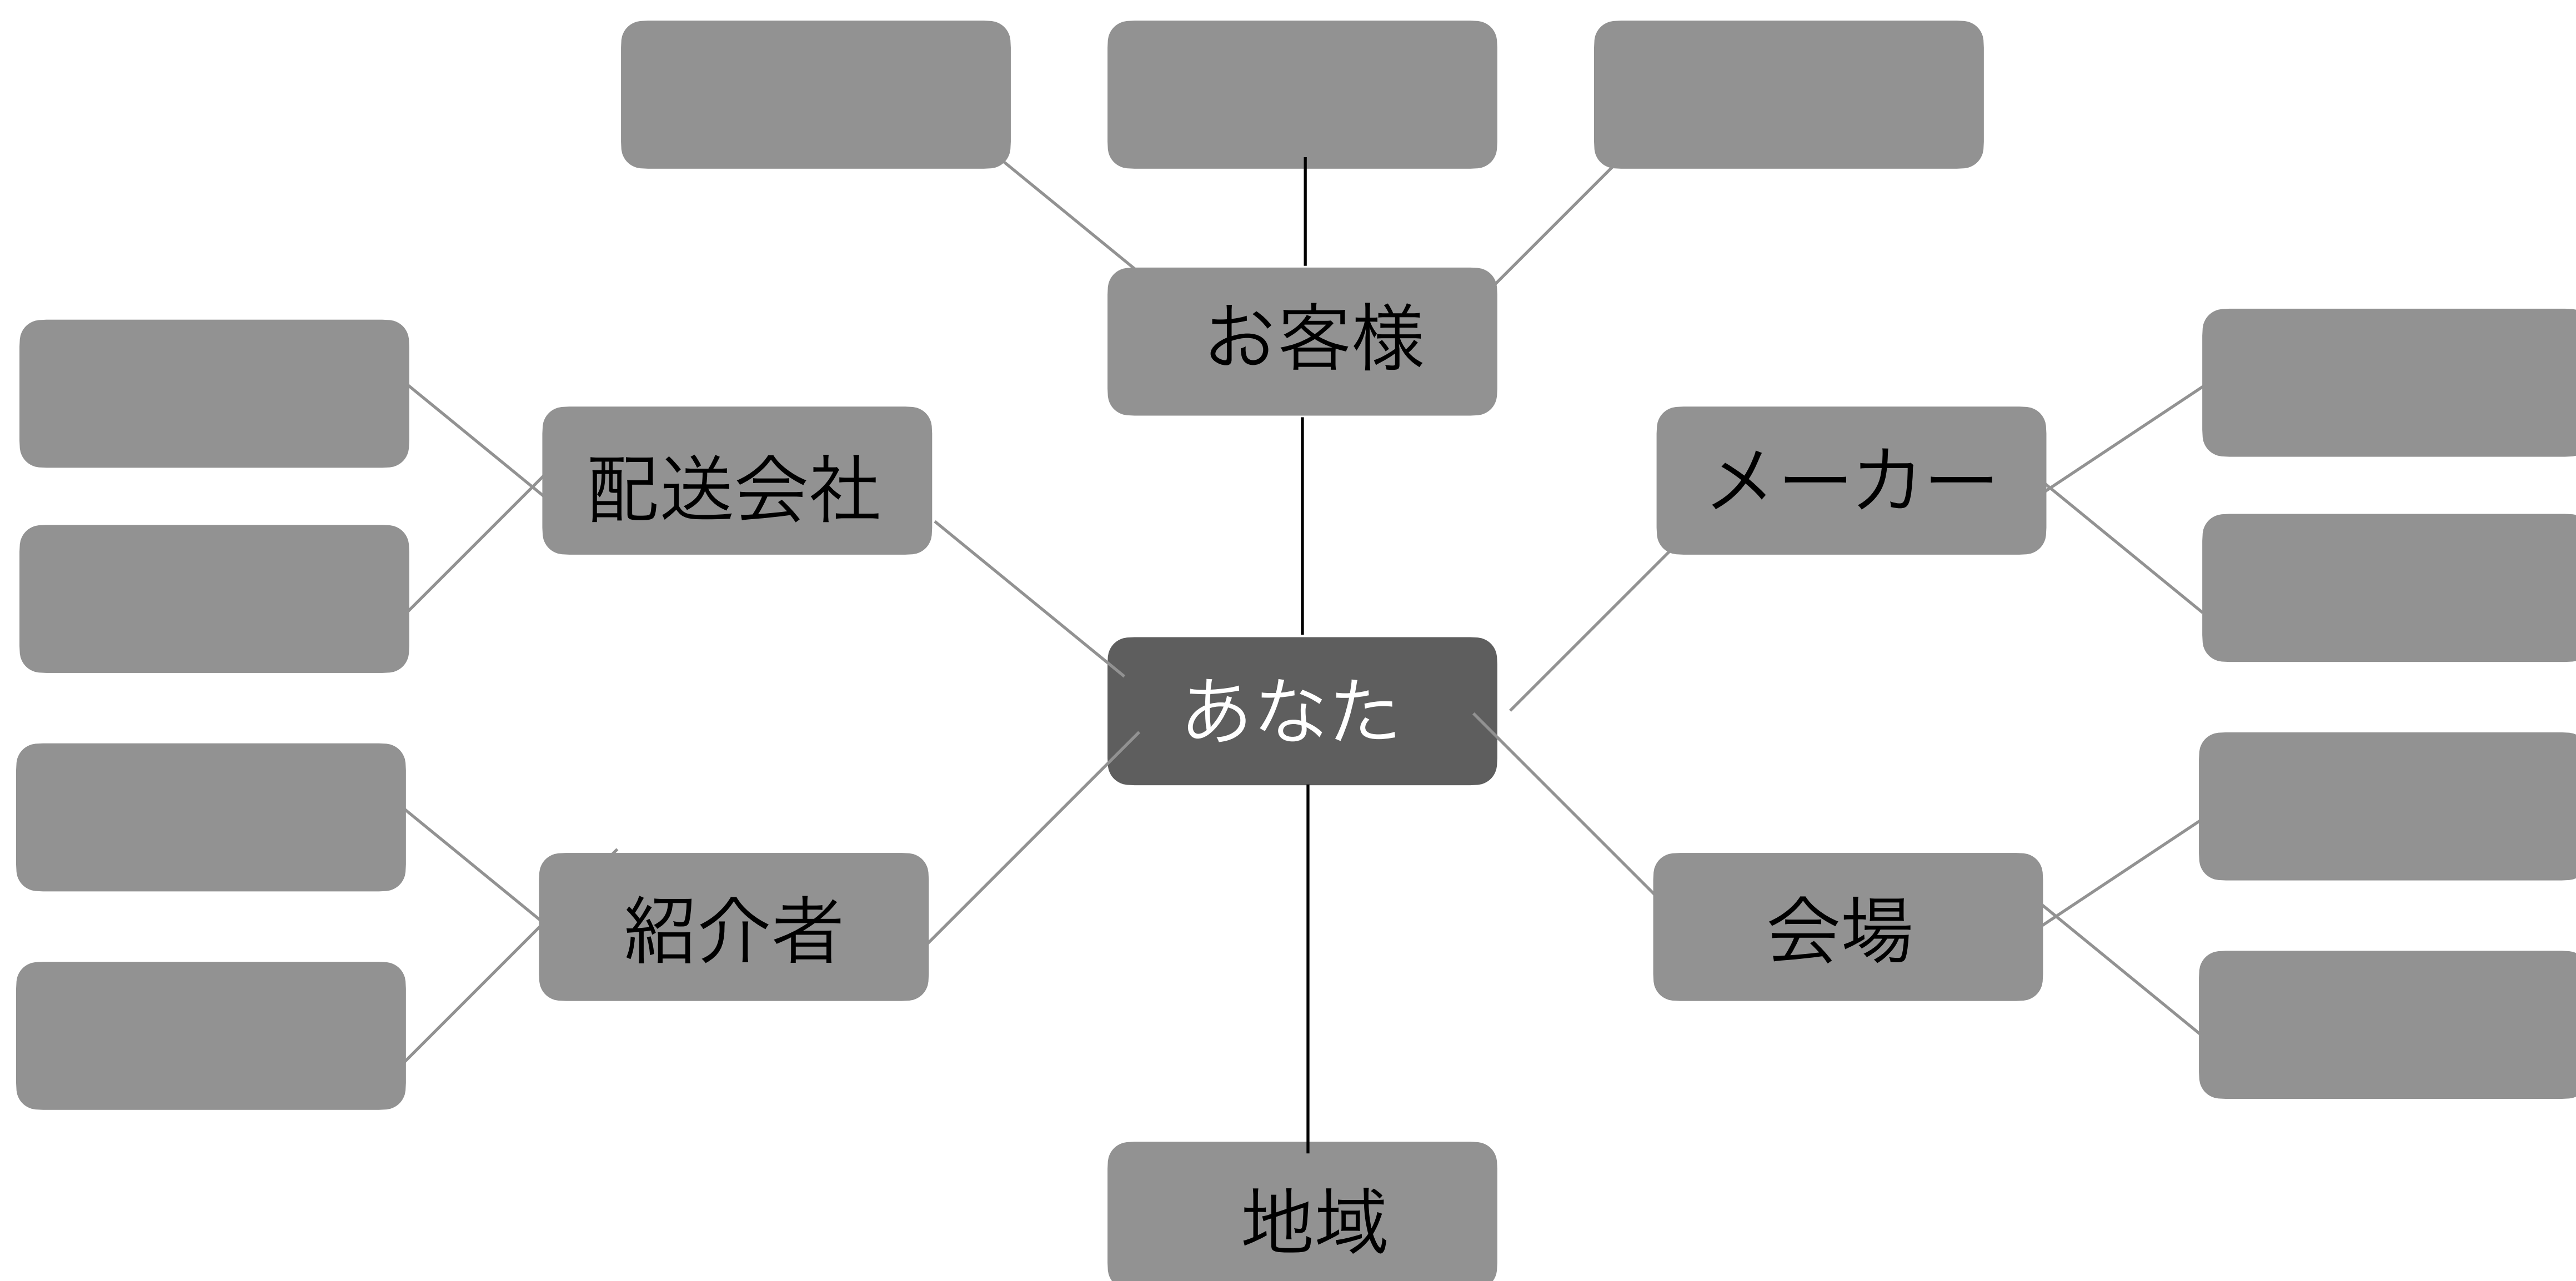 お客様
配送会社
メーカー
あなた
紹介者
会場
地域